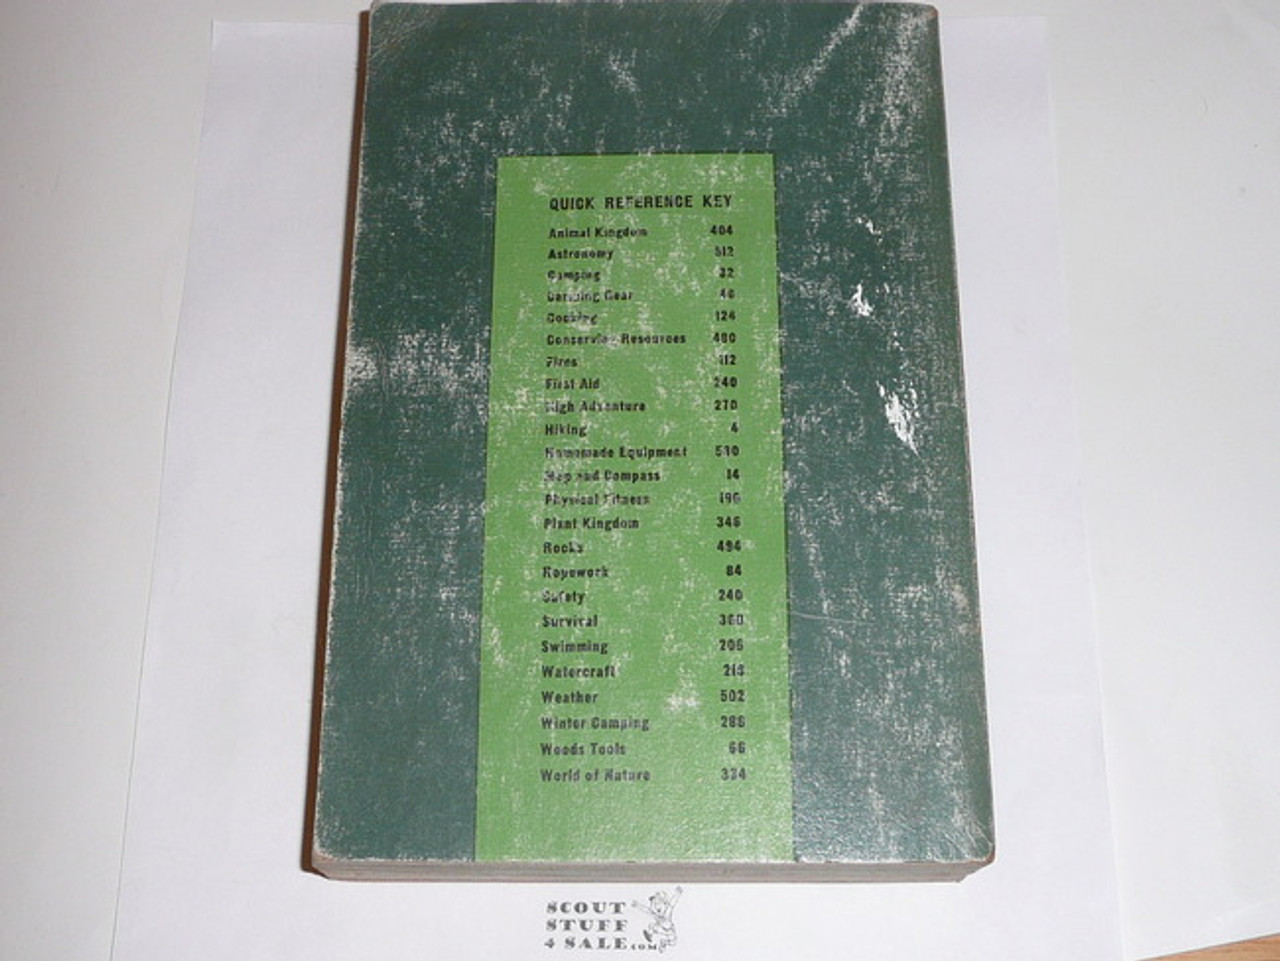 QUICK REFERENCE KEY
Animal Kingdom 404
Astronomy 512
Camping 32
Camping Gear 46
Cooking 124
Conserving Resources 480
Fires 112
First Aid 240
High Adventure 270
Hiking 4
Homemade Equipment 530
Map and Compass 14
Physical Fitness 196
Plant Kingdom 346
Rocks 494
Ropework 84
Safety 240
Survival 360
Swimming 206
Watercraft
Weather 502
Winter Camping 286
Woods Tools 66
World of Nature 334
SCOUT
STUFF
4 SALE.COM